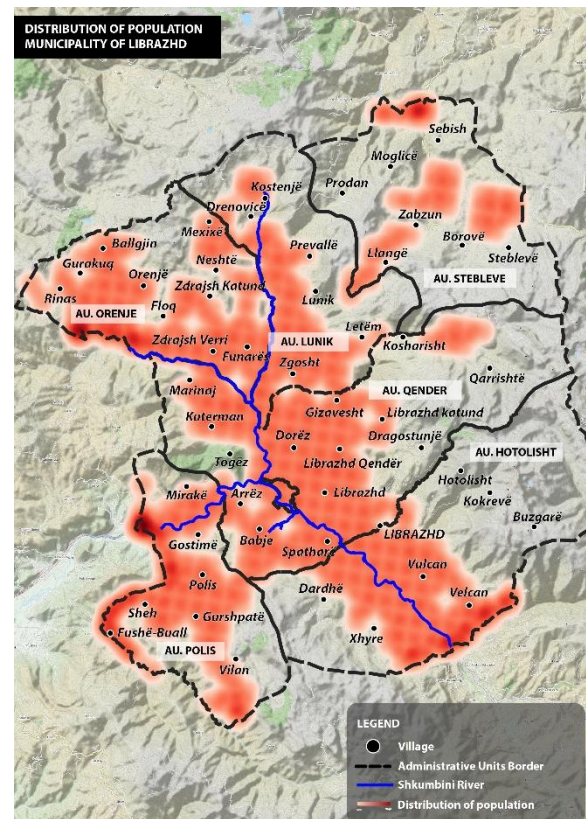 DISTRIBUTION OF POPULATION
MUNICIPALITY OF LIBRAZHD
Sebish
Moglicë
Prodan
Kostenjë
Drenovicë
Mexixë
Zabzun
Ballgjin
Prevallë
Borovë
Steblevë
Gurakuq
Neshtë
Llangë
Orenjë
Zdrajsh Katund
AU. STEBLEVE
Rinas
Lunik
Floq
AU. ORENJE
Letëm
Zdrajsh Verri
Funarës
AU. LUNIK
Kosharisht
Zgosht
Qarrishtë
Marinaj
AU. QENDER
Gizavesht
Librazhd katund
Kuterman
Dorëz
Dragostunjë
AU. HOTOLISHT
Togëz
Librazhd Qendër
Hotolisht
Mirakë
Arrëz
Librazhd
Kokrevë
Buzgarë
Gostimë
Babje
LIBRAZHD
Spathar
Polis
Vulcan
Dardhë
Velcan
Sheh
Gurshpatë
Fushë-Buall
Xhyre
AU. POLIS
Vilan
LEGEND
Village
Administrative Units Border
Shkumbini River
Distribution of population